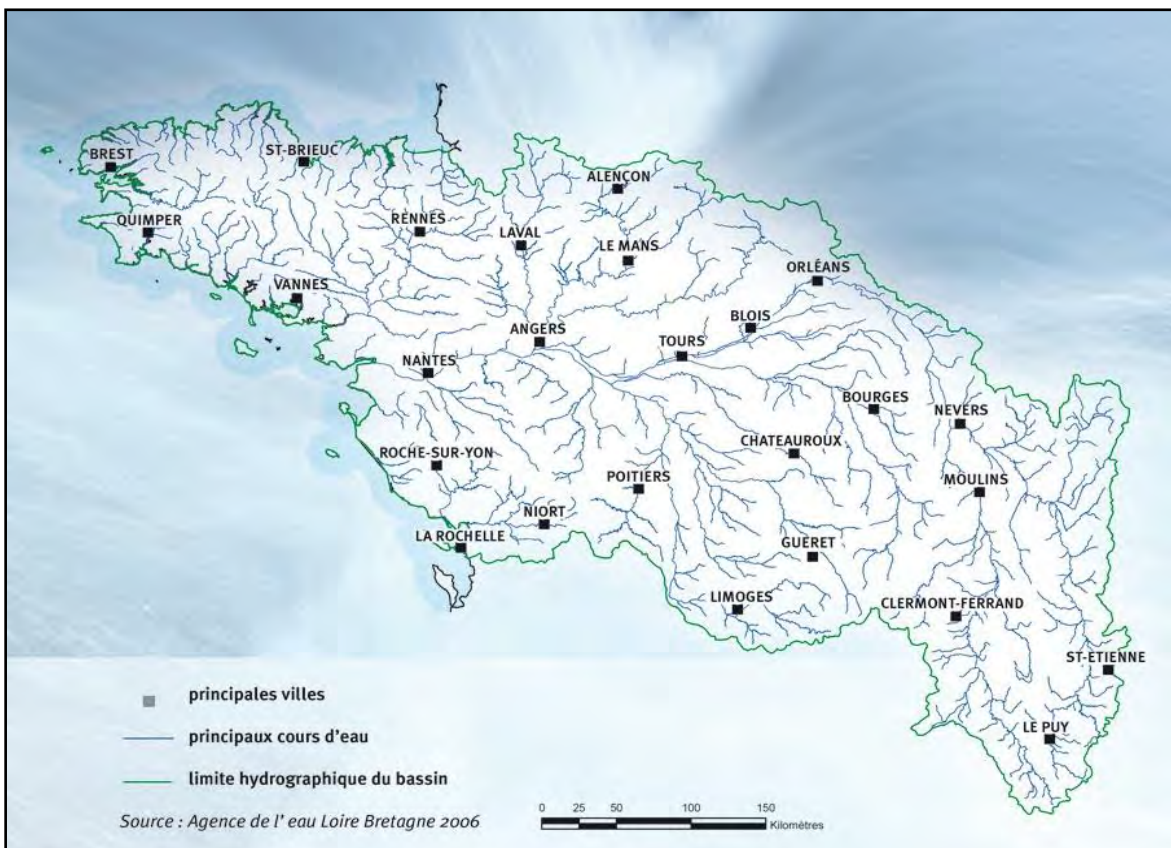 BREST
ST-BRIEUC
ALENÇON
QUIMPER
RENNES
LAVAL
LE MANS
ORLÉANS
VANNES
BLOIS
ANGERS
TOURS
NANTES
BOURGES
NEVERS
CHATEAUROUX
ROCHE-SUR-YON
POITIERS
MOULINS
NIORT
LA ROCHELLE
GUERET
LIMOGES
CLERMONT-FERRAND
ST-ETIENNE
LE PUY
principales villes
principaux cours d'eau
limite hydrographique du bassin
Source : Agence de l' eau Loire Bretagne 2006
0 25 50 100 150
Kilomètres